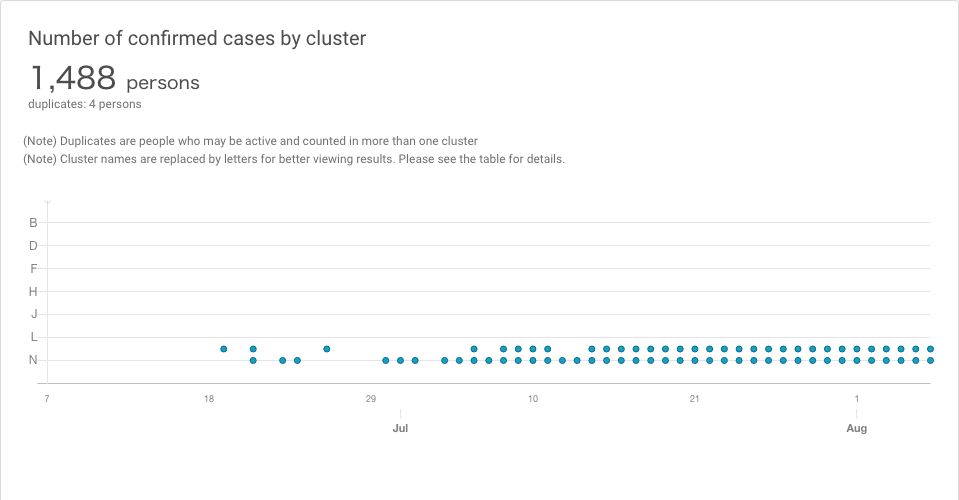 Number of confirmed cases by cluster
1,488 persons
duplicates: 4 persons
(Note) Duplicates are people who may be active and counted in more than one cluster
(Note) Cluster names are replaced by letters for better viewing results. Please see the table for details.
B
D
F
H
J
L
N
7 18 29 10 21 1
Jul Aug